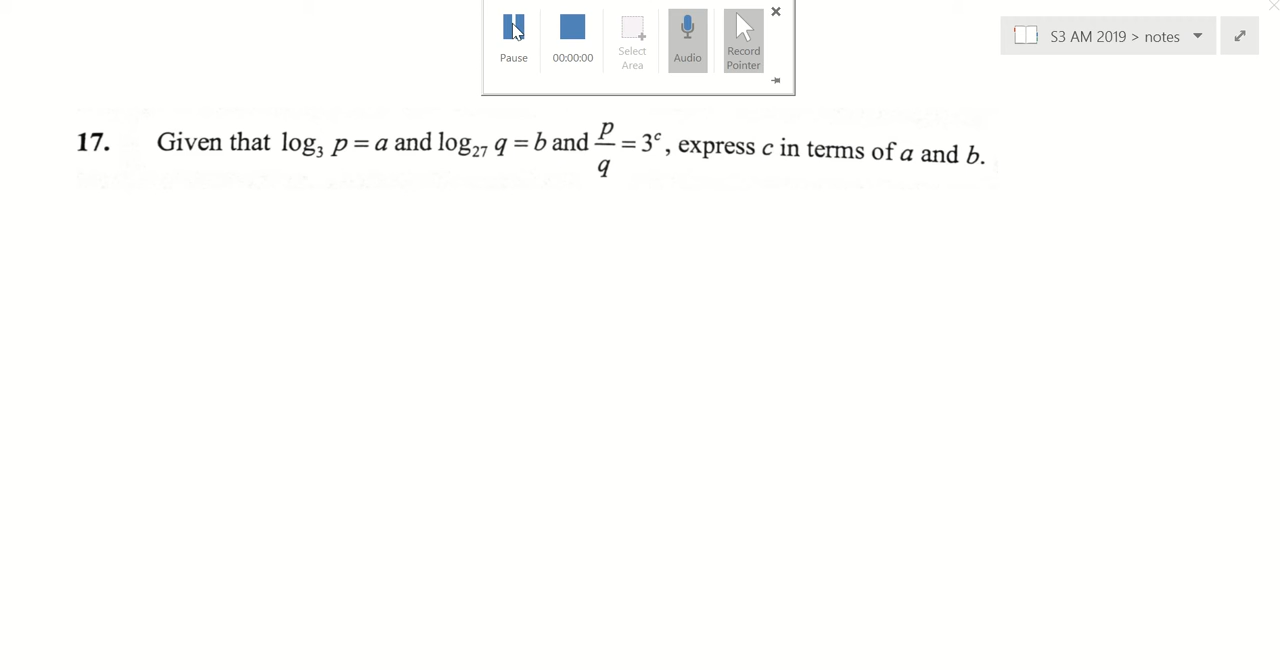 Pause
00:00:00
Select Area
Audio
Record Pointer
S3 AM 2019 > notes
17. Given that log₃ p = a and log₂₇ q = b and p/q = 3ᶜ, express c in terms of a and b.